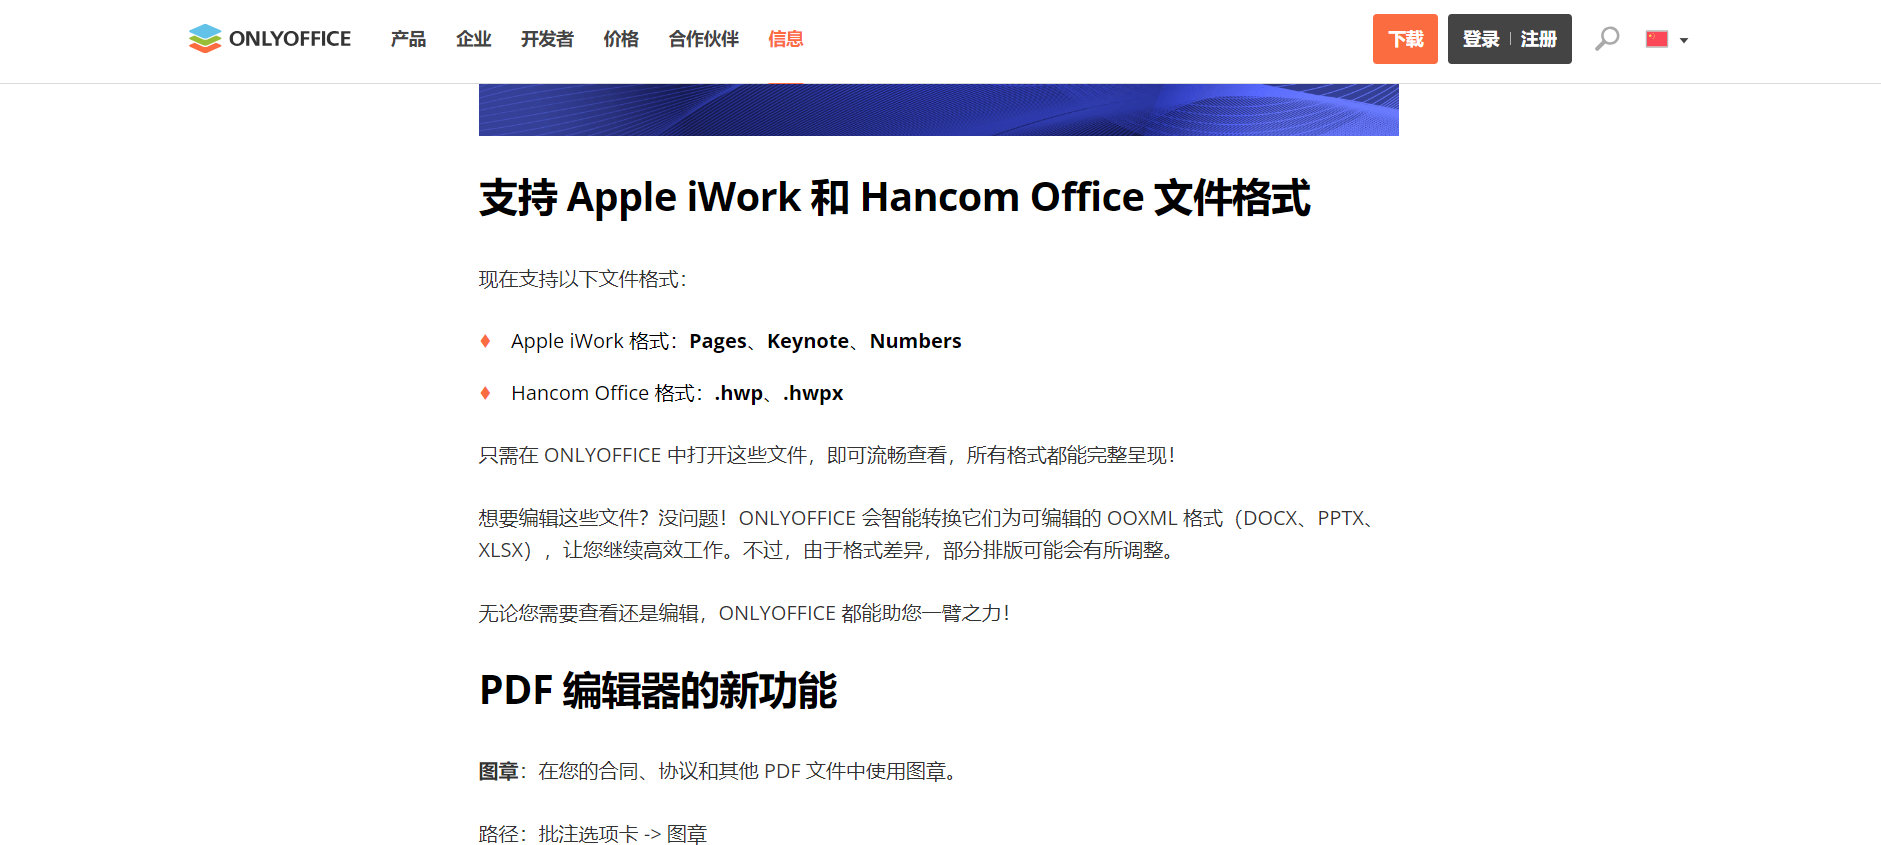 ONLYOFFICE 产品 企业 开发者 价格 合作伙伴 信息 下载 登录 | 注册
支持 Apple iWork 和 Hancom Office 文件格式
现在支持以下文件格式：
Apple iWork 格式：Pages、Keynote、Numbers
Hancom Office 格式：.hwp、.hwpx
只需在 ONLYOFFICE 中打开这些文件，即可流畅查看，所有格式都能完整呈现！
想要编辑这些文件？没问题！ONLYOFFICE 会智能转换它们为可编辑的 OOXML 格式（DOCX、PPTX、
XLSX），让您继续高效工作。不过，由于格式差异，部分排版可能会有所调整。
无论您需要查看还是编辑，ONLYOFFICE 都能助您一臂之力！
PDF 编辑器的新功能
图章：在您的合同、协议和其他 PDF 文件中使用图章。
路径：批注选项卡 -> 图章